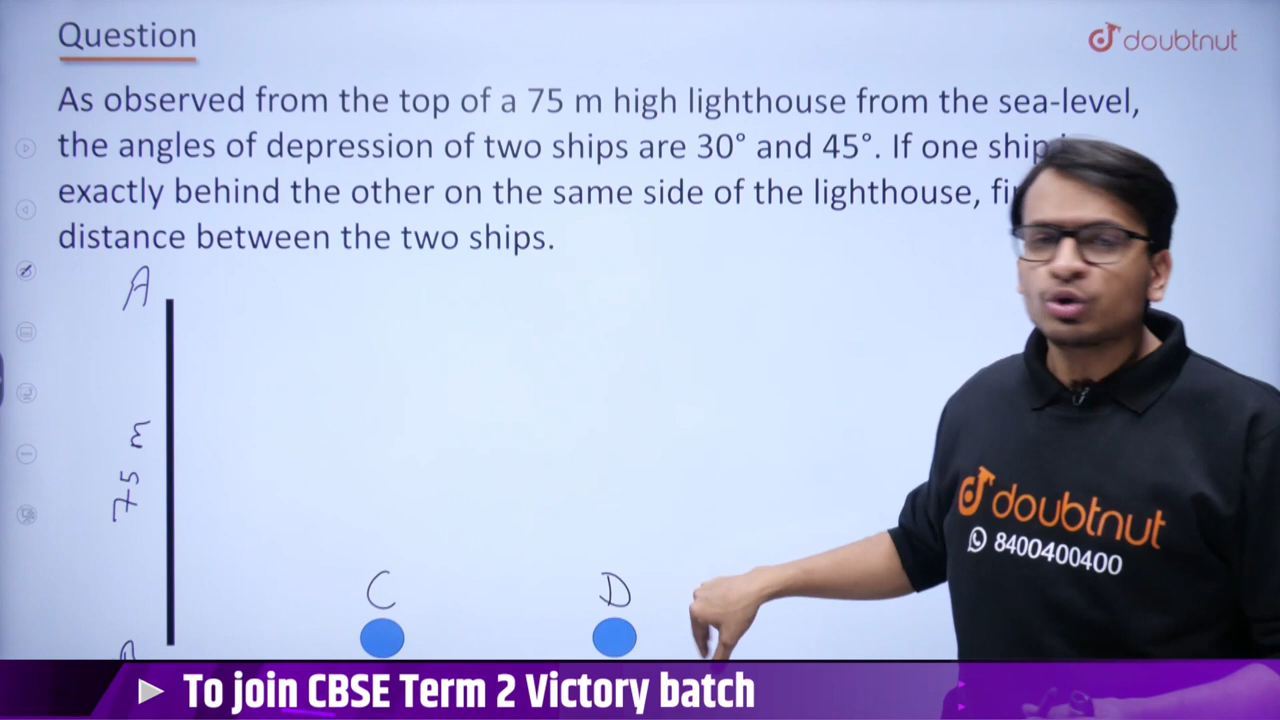 Question
doubtnut
As observed from the top of a 75 m high lighthouse from the sea-level,
the angles of depression of two ships are 30° and 45°. If one ship
exactly behind the other on the same side of the lighthouse,
distance between the two ships.
A
75 m
C
D
doubtnut
8400400400
To join CBSE Term 2 Victory batch